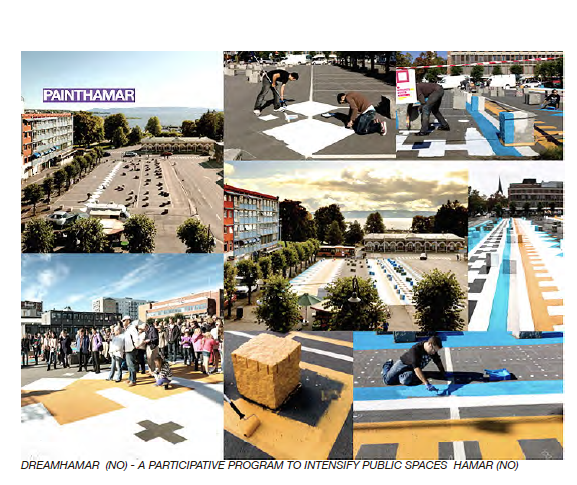 PAINTHAMAR
DREAMHAMAR (NO) - A PARTICIPATIVE PROGRAM TO INTENSIFY PUBLIC SPACES HAMAR (NO)